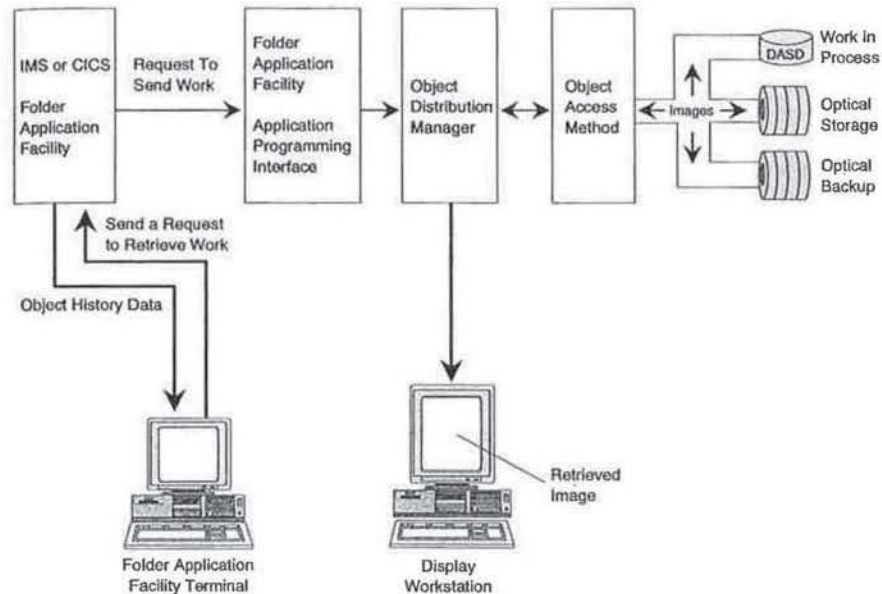 IMS or CICS
Folder
Application
Facility
Request To
Send Work
Folder
Application
Facility
Application
Programming
Interface
Object
Distribution
Manager
Object
Access
Method
Images
DASD
Work in
Process
Optical
Storage
Optical
Backup
Send a Request
to Retrieve Work
Object History Data
Retrieved
Image
Folder Application
Facility Terminal
Display
Workstation